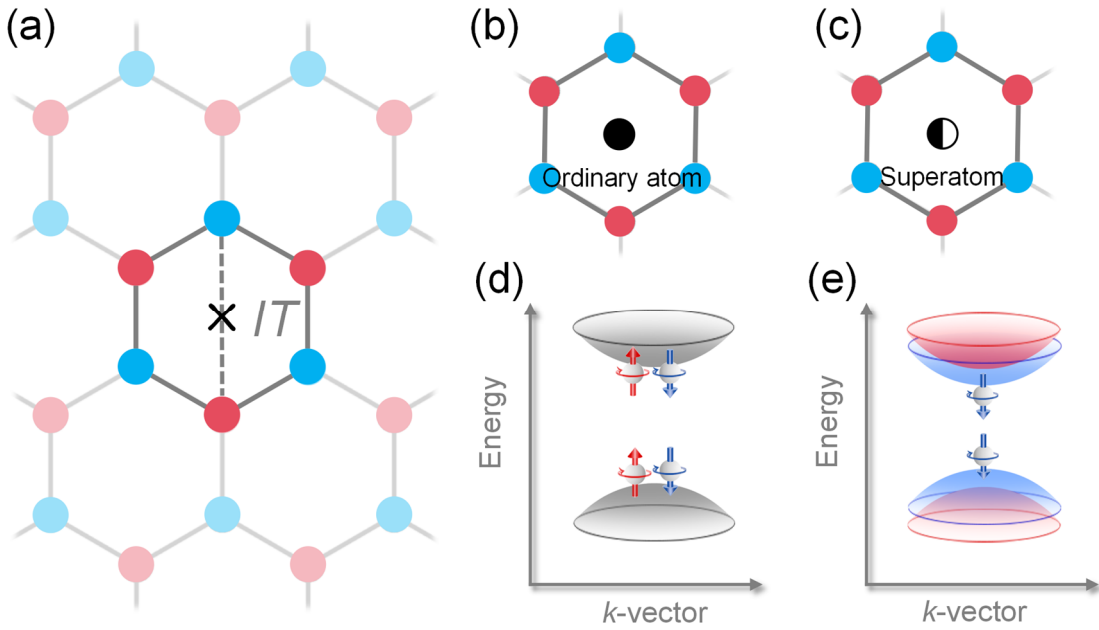 (a)
IT
(b)
Ordinary atom
(c)
Superatom
(d)
Energy
k-vector
(e)
Energy
k-vector